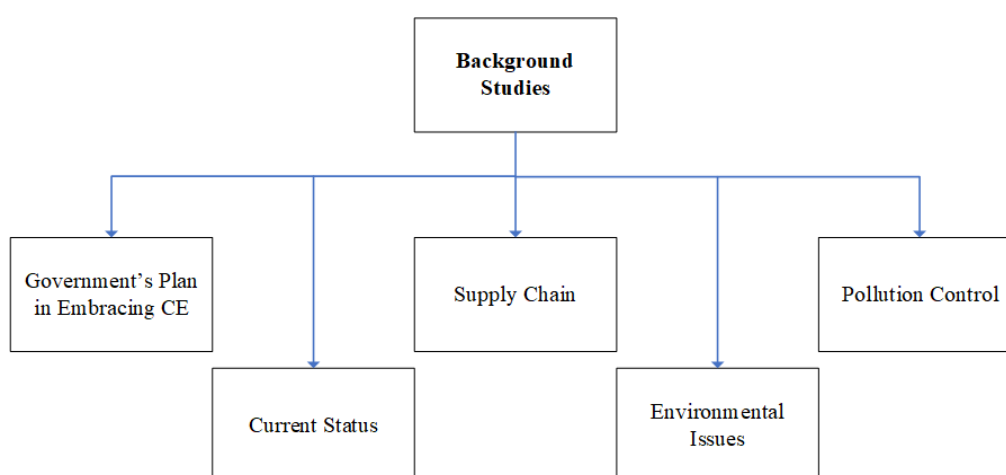 Background
Studies
Government’s Plan
in Embracing CE
Supply Chain
Pollution Control
Current Status
Environmental
Issues